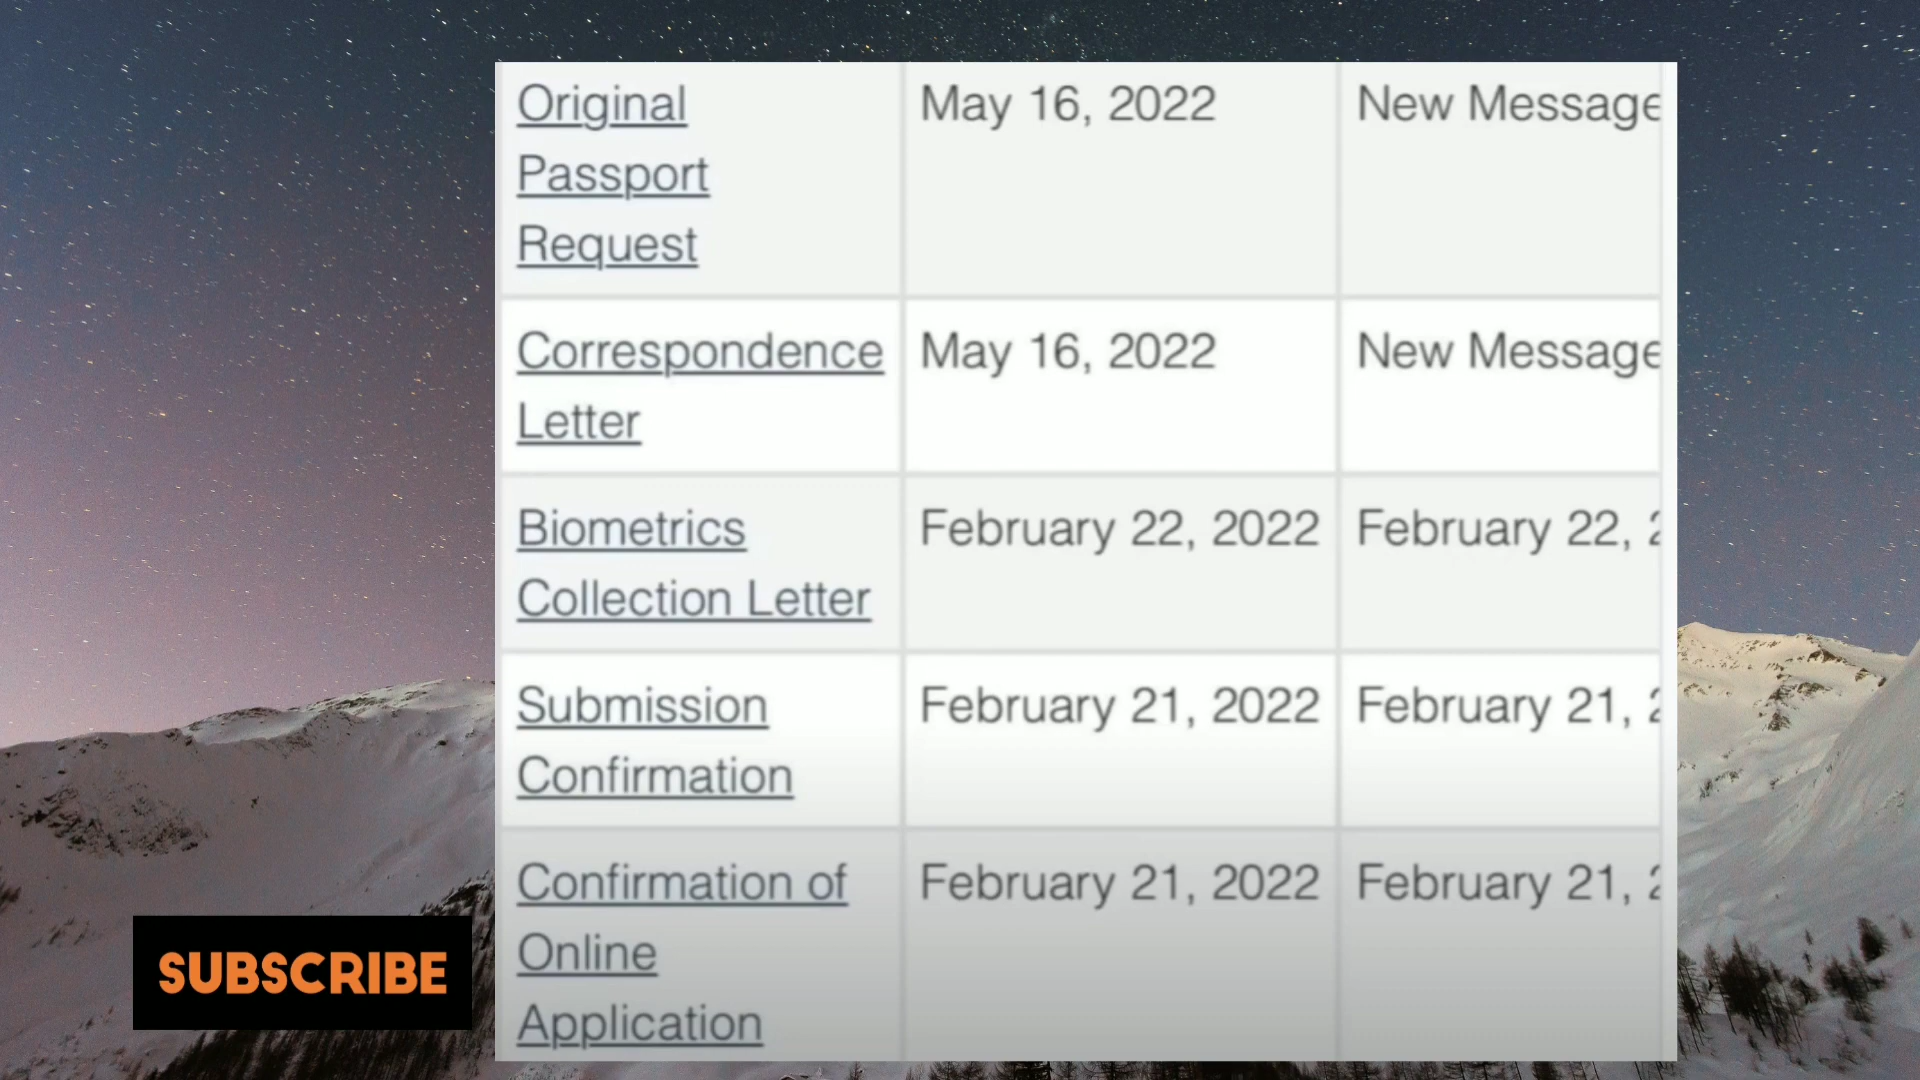 Original May 16, 2022 New Message
Passport
Request
Correspondence May 16, 2022 New Message
Letter
Biometrics February 22, 2022 February 22, 2
Collection Letter
Submission February 21, 2022 February 21, 2
Confirmation
Confirmation of February 21, 2022 February 21, 2
Online
Application
SUBSCRIBE